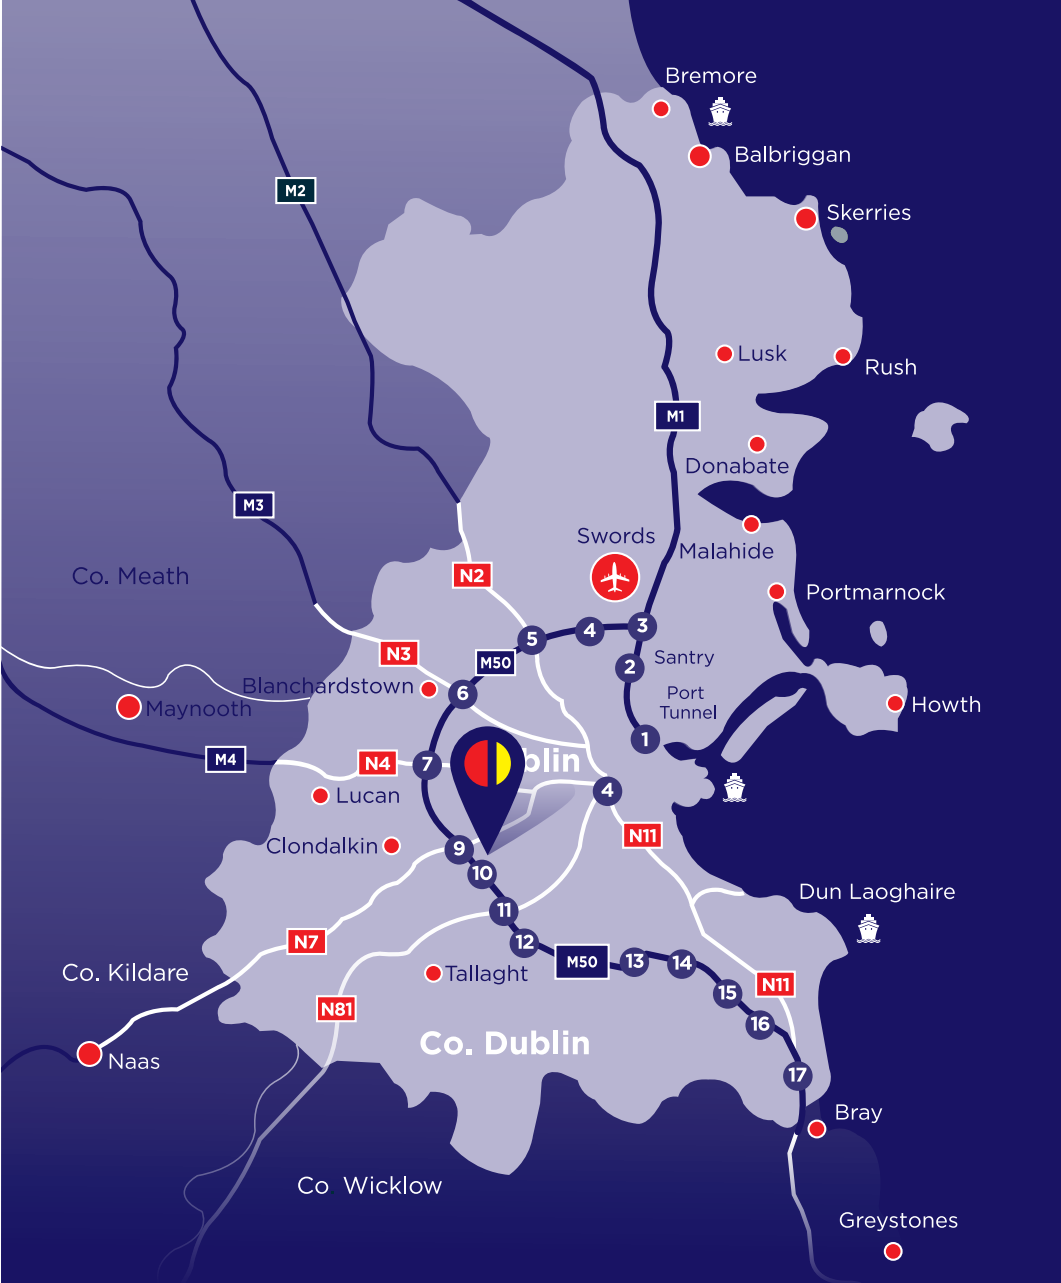 Bremore
Balbriggan
M2
Skerries
Lusk
Rush
M1
Donabate
M3
Swords
Malahide
Co. Meath
N2
Portmarnock
3
4
5
N3
M50
2
Santry
Blanchardstown
6
Port
Tunnel
Howth
Maynooth
1
M4
N4
7
blin
Lucan
4
N11
Clondalkin
9
10
Dun Laoghaire
11
N7
12
M50
13
14
Co. Kildare
Tallaght
N11
15
N81
16
Co. Dublin
Naas
17
Bray
Co Wicklow
Greystones